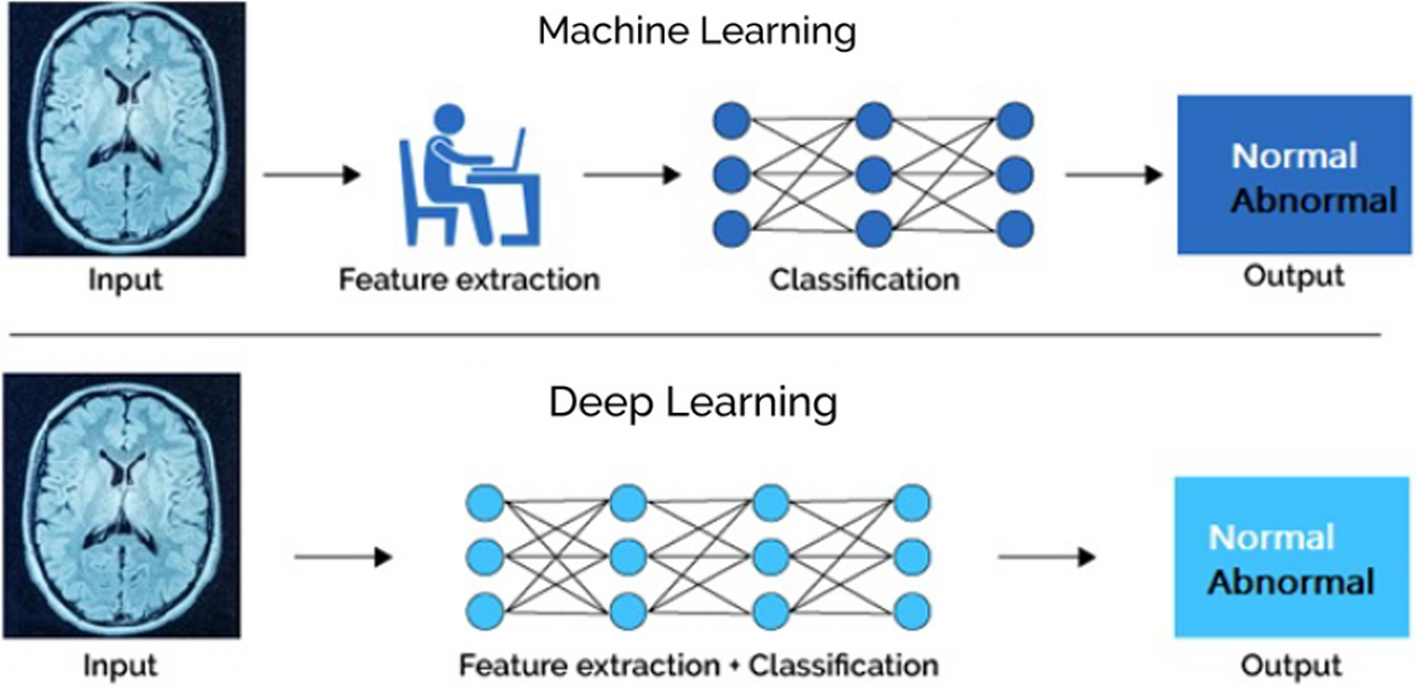 Machine Learning
Normal
Abnormal
Input
Feature extraction
Classification
Output
Deep Learning
Normal
Abnormal
Input
Feature extraction + Classification
Output